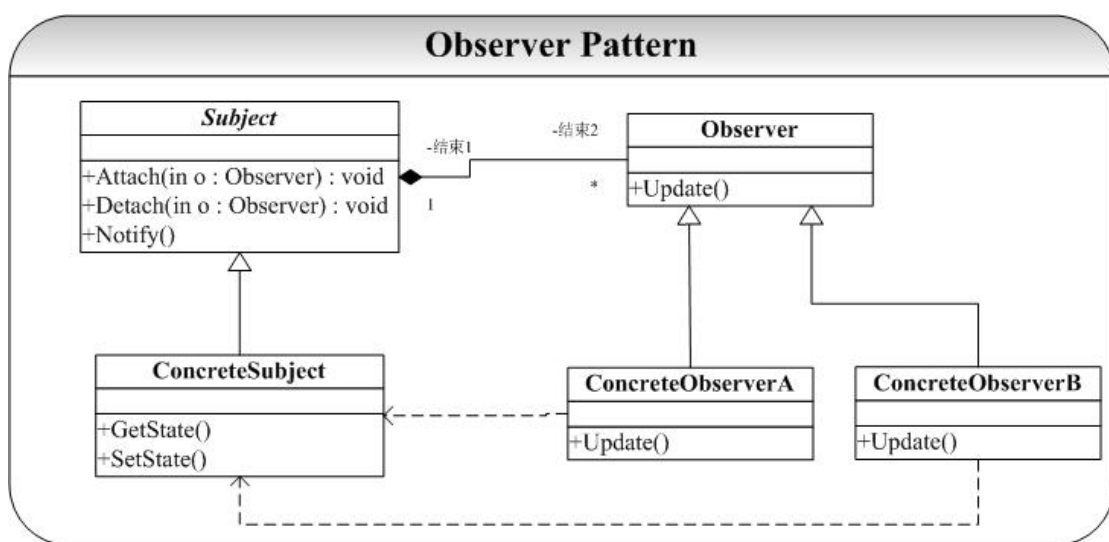 Observer Pattern
Subject
+Attach(in o : Observer) : void
+Detach(in o : Observer) : void
+Notify()
-结束1
1
-结束2
*
Observer
+Update()
ConcreteSubject
+GetState()
+SetState()
ConcreteObserverA
+Update()
ConcreteObserverB
+Update()